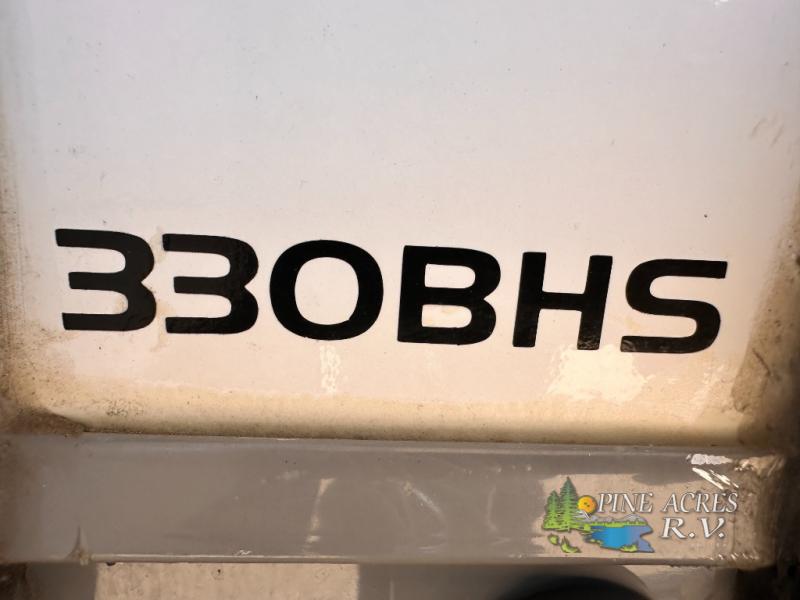 330BHS
PINE ACRES
R.V.